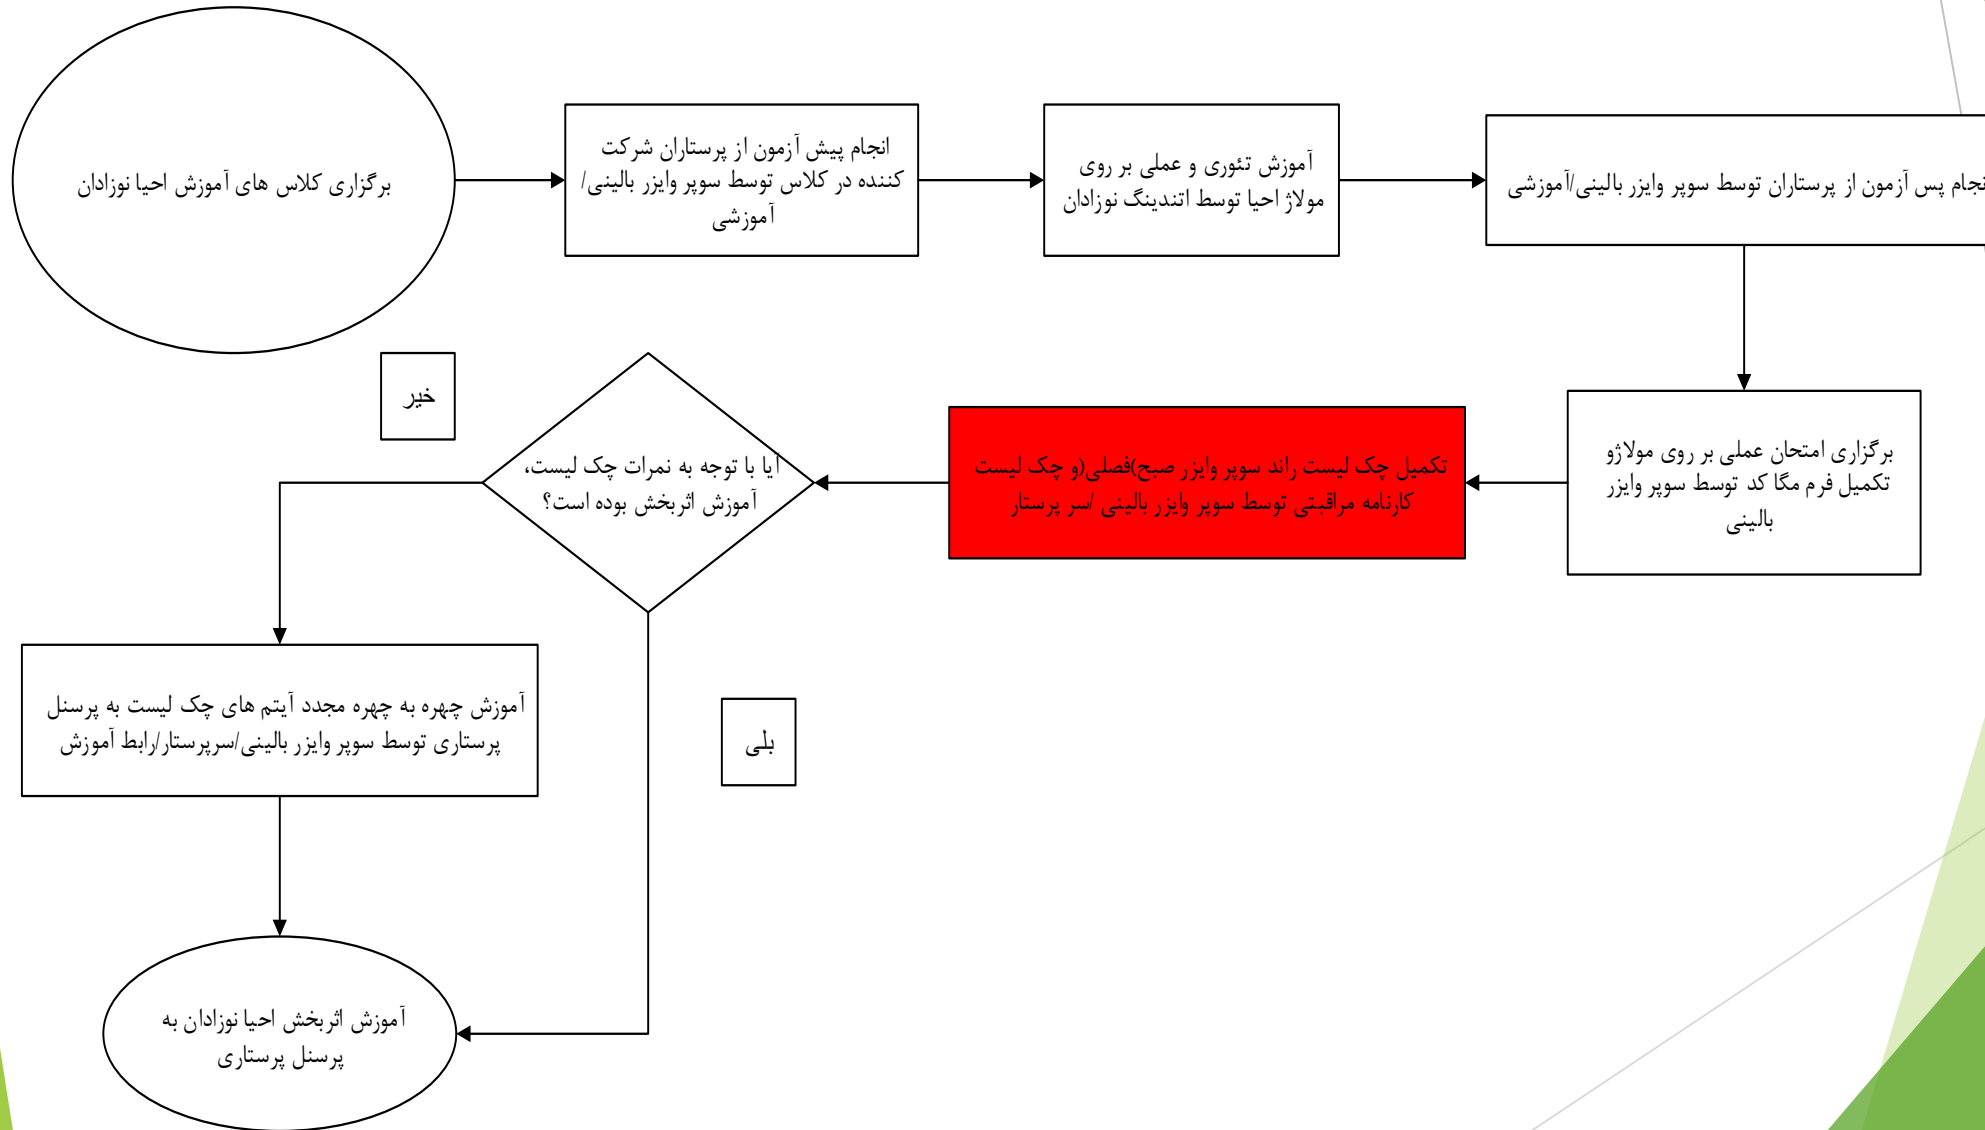 برگزاری کلاس های آموزش احیا نوزادان
انجام پیش آزمون از پرستاران شرکت
کننده در کلاس توسط سوپر وایزر بالینی/
آموزشی
آموزش تئوری و عملی بر روی
مولاژ احیا توسط اتندینگ نوزادان
نجام پس آزمون از پرستاران توسط سوپر وایزر بالینی/آموزشی
برگزاری امتحان عملی بر روی مولاژو
تکمیل فرم مگا کد توسط سوپر وایزر
بالینی
تکمیل چک لیست راند سوپر وایزر صبح)فصلی(و چک لیست
کارنامه مراقبتی توسط سوپر وایزر بالینی /سر پرستار
آیا با توجه به نمرات چک لیست،
آموزش اثربخش بوده است؟
خیر
آموزش چهره به چهره مجدد آیتم های چک لیست به پرسنل
پرستاری توسط سوپر وایزر بالینی/سرپرستار/رابط آموزش
بلی
آموزش اثربخش احیا نوزادان به
پرسنل پرستاری